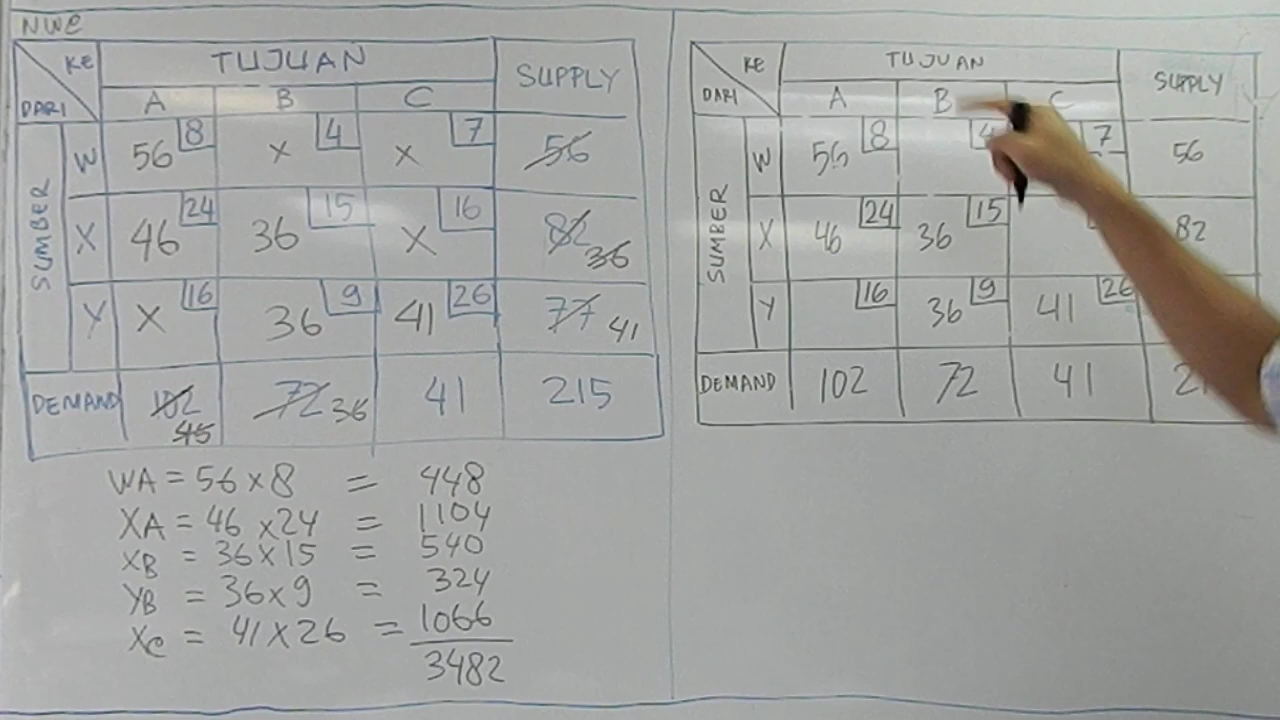 NWC
KE TUJUAN SUPPLY
DARI A B C
SUMBER
W 56 8 × 4 × 7 56
X 46 24 36 15 × 16 82 36
Y × 16 36 9 41 26 77 41
DEMAND 102 45 72 36 41 215
WA = 56 × 8 = 448
XA = 46 × 24 = 1104
XB = 36 × 15 = 540
YB = 36 × 9 = 324
XC = 41 × 26 = 1066
3482
KE TUJUAN SUPPLY
DARI A B C
SUMBER
W 56 8 4 7 56
X 46 24 36 15 82
Y 16 36 9 41 26
DEMAND 102 72 41